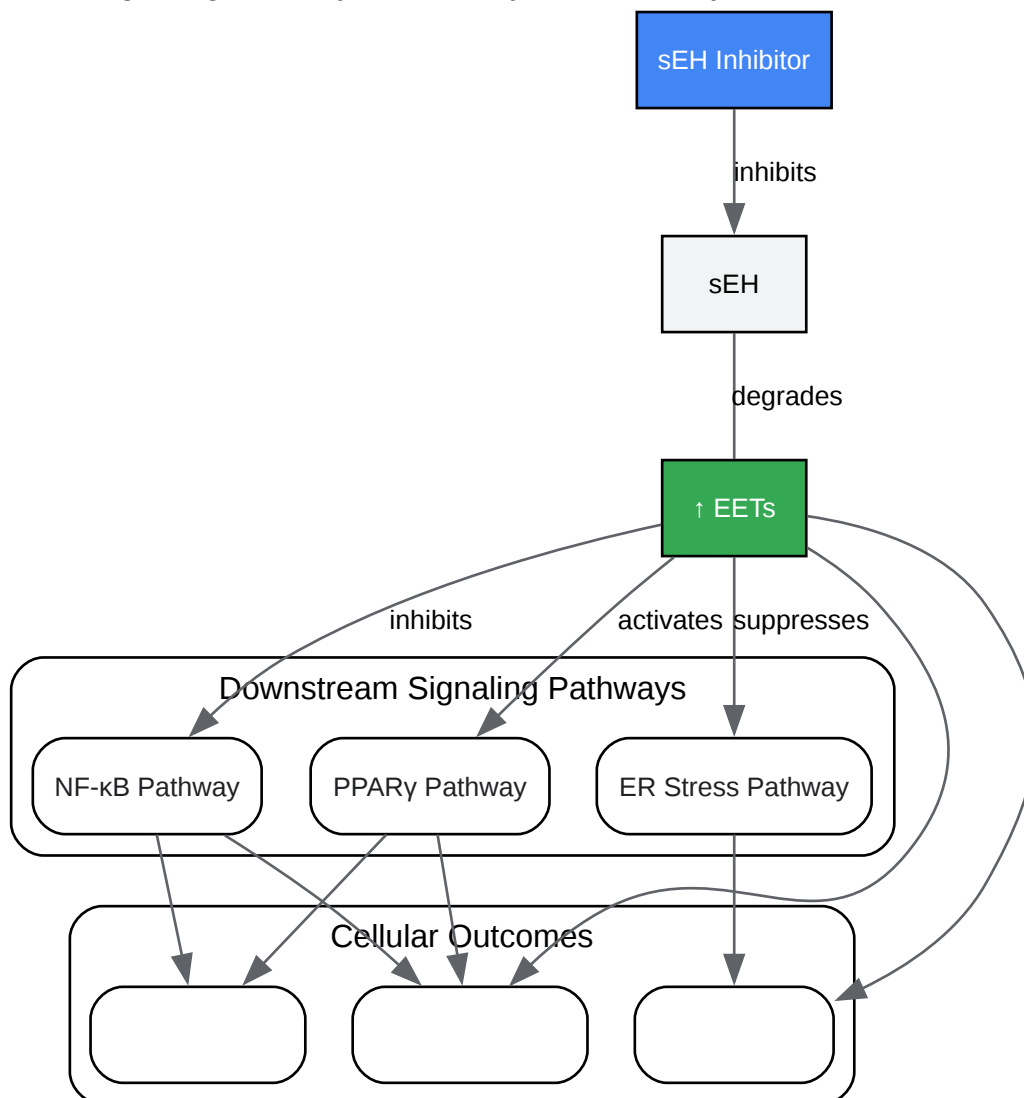 sEH Inhibitor
inhibits
sEH
degrades
↑ EETs
inhibits
activates
suppresses
Downstream Signaling Pathways
NF-κB Pathway
PPARγ Pathway
ER Stress Pathway
Cellular Outcomes